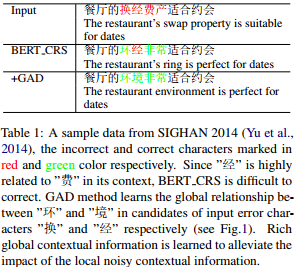 Input 餐厅的换经费产适合约会
The restaurant's swap property is suitable
for dates
BERT_CRS 餐厅的环经非常适合约会
The restaurant's ring is perfect for dates
+GAD 餐厅的环境非常适合约会
The restaurant environment is perfect for
dates
Table 1: A sample data from SIGHAN 2014 (Yu et al.,
2014), the incorrect and correct characters marked in
red and green color respectively. Since "经" is highly
related to "费" in its context, BERT_CRS is difficult to
correct. GAD method learns the global relationship be-
tween "环" and "境" in candidates of input error char-
acters "换" and "经" respectively (see Fig.1). Rich
global contextual information is learned to alleviate the
impact of the local noisy contextual information.